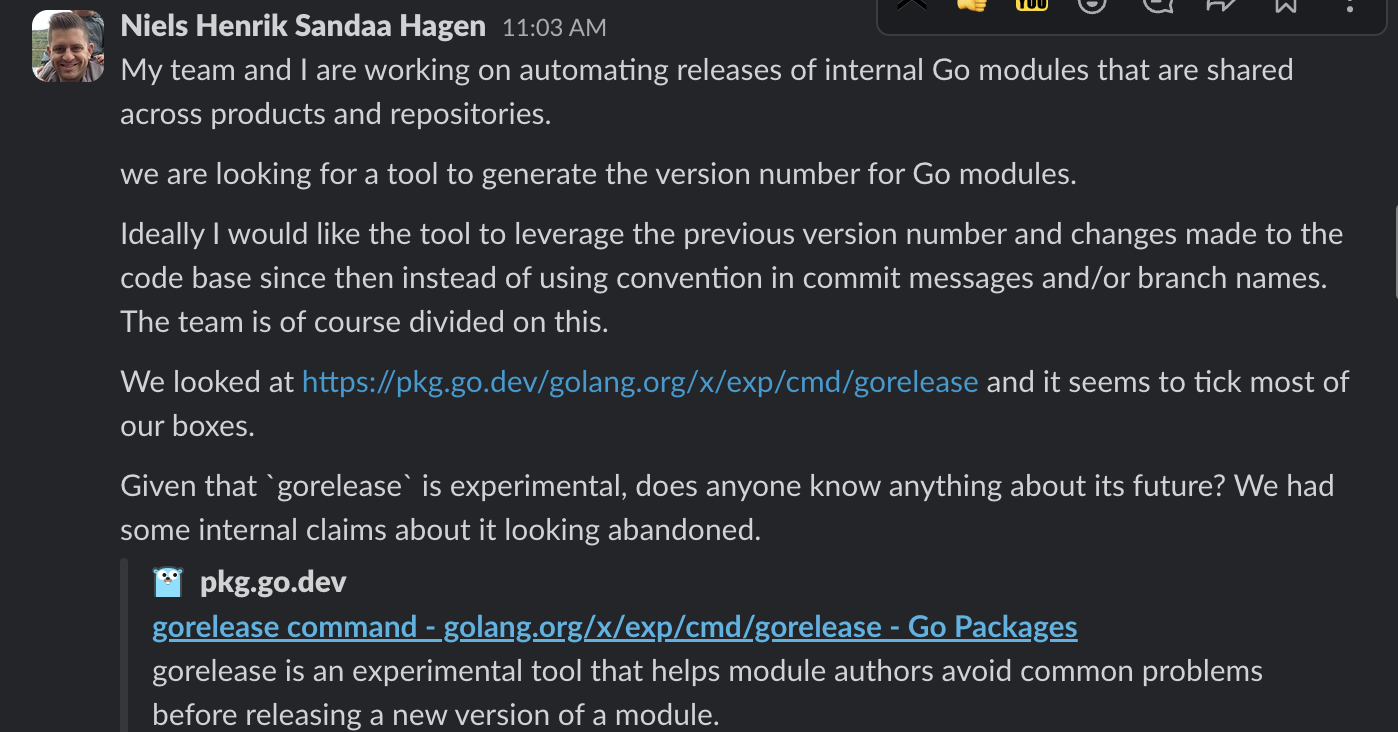 Niels Henrik Sandaa Hagen 11:03 AM
My team and I are working on automating releases of internal Go modules that are shared
across products and repositories.
we are looking for a tool to generate the version number for Go modules.
Ideally I would like the tool to leverage the previous version number and changes made to the
code base since then instead of using convention in commit messages and/or branch names.
The team is of course divided on this.
We looked at https://pkg.go.dev/golang.org/x/exp/cmd/gorelease and it seems to tick most of
our boxes.
Given that `gorelease` is experimental, does anyone know anything about its future? We had
some internal claims about it looking abandoned.
pkg.go.dev
gorelease command - golang.org/x/exp/cmd/gorelease - Go Packages
gorelease is an experimental tool that helps module authors avoid common problems
before releasing a new version of a module.